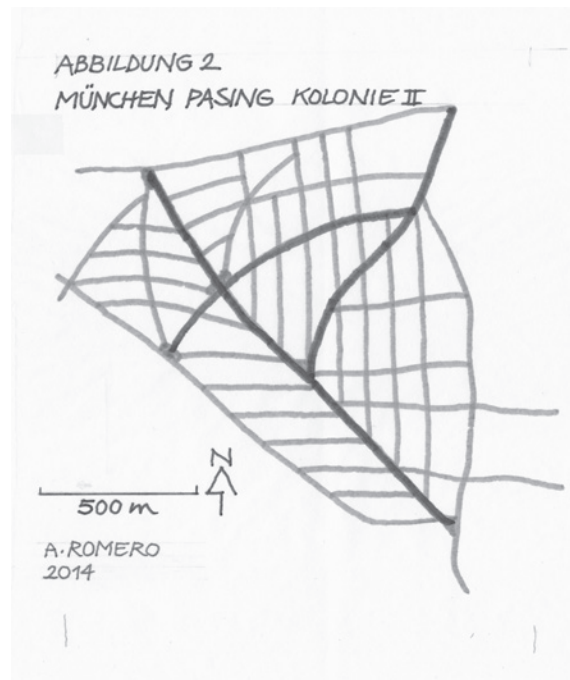 ABBILDUNG 2
MÜNCHEN PASING KOLONIE II
N
500 m
A. ROMERO
2014